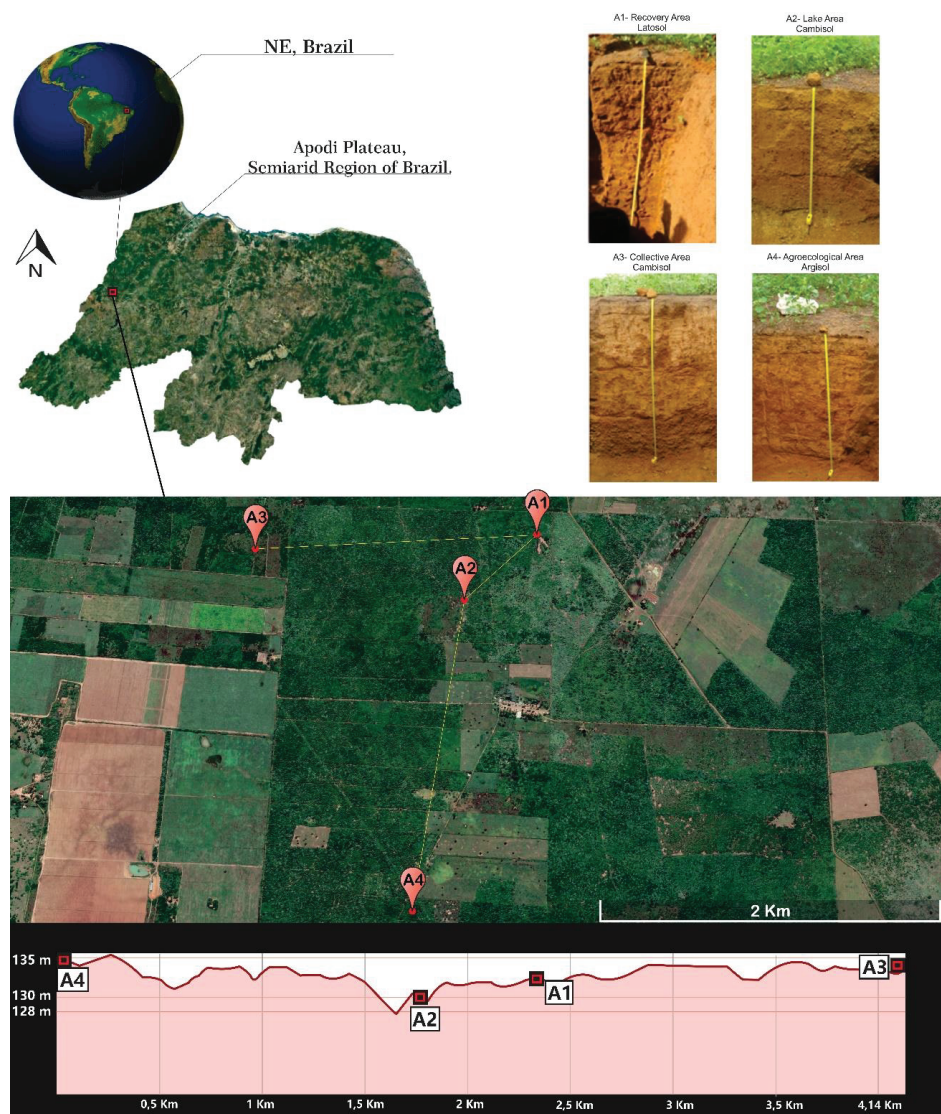 NE, Brazil
Apodi Plateau,
Semiarid Region of Brazil.
N
A1- Recovery Area
Latosol
A2- Lake Area
Cambisol
A3- Collective Area
Cambisol
A4- Agroecological Area
Argisol
A1
A3
A2
A4
2 Km
135 m
130 m
128 m
A4
A2
A1
A3
0,5 Km
1 Km
1,5 Km
2 Km
2,5 Km
3 Km
3,5 Km
4,14 Km